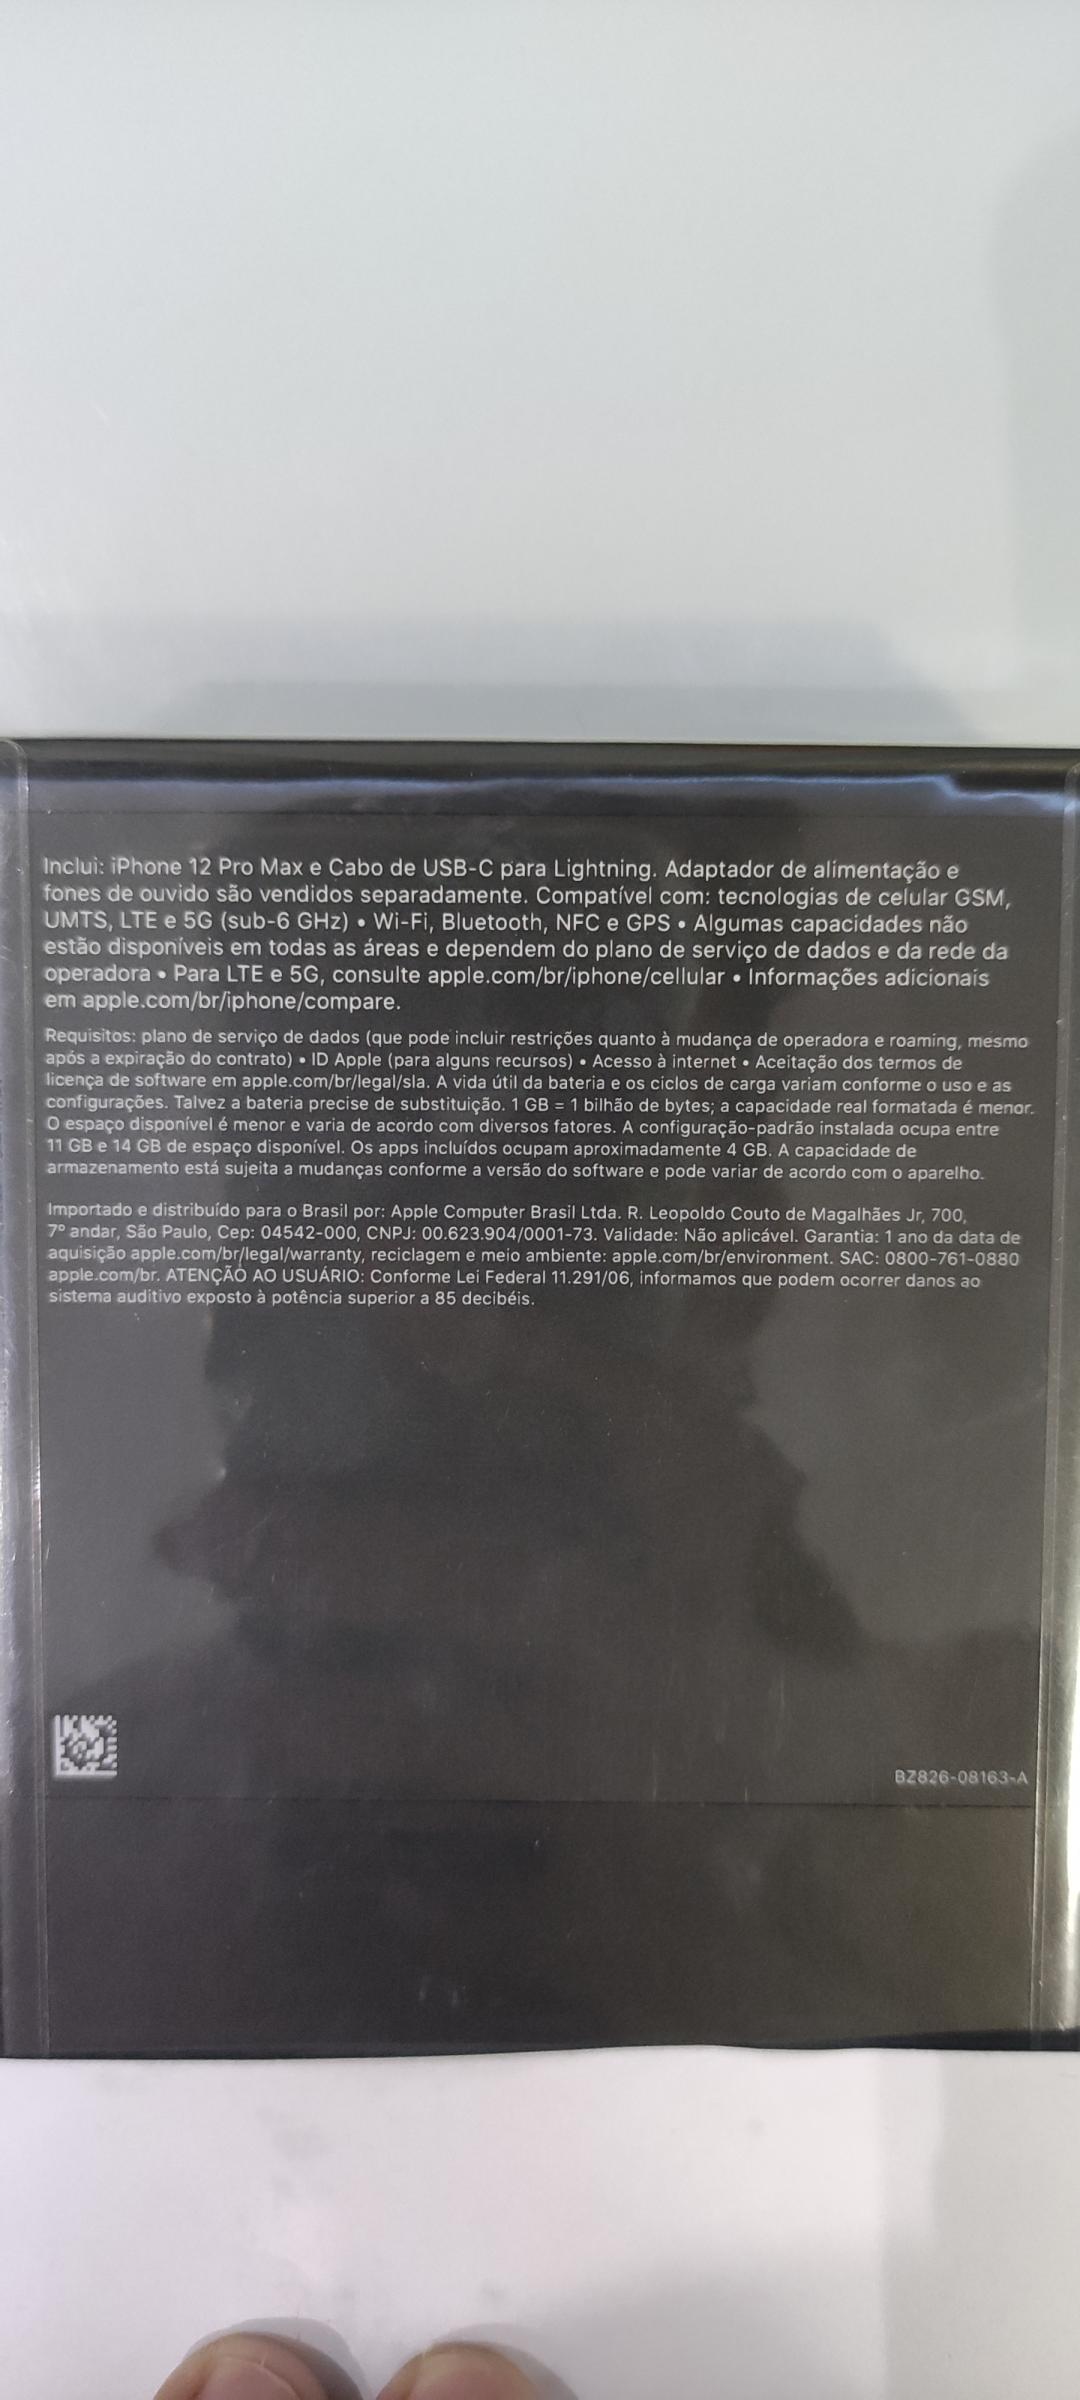 Inclui: iPhone 12 Pro Max e Cabo de USB-C para Lightning. Adaptador de alimentação e
fones de ouvido são vendidos separadamente. Compatível com: tecnologias de celular GSM,
UMTS, LTE e 5G (sub-6 GHz) • Wi-Fi, Bluetooth, NFC e GPS • Algumas capacidades não
estão disponíveis em todas as áreas e dependem do plano de serviço de dados e da rede da
operadora • Para LTE e 5G, consulte apple.com/br/iphone/cellular • Informações adicionais
em apple.com/br/iphone/compare.
Requisitos: plano de serviço de dados (que pode incluir restrições quanto à mudança de operadora e roaming, mesmo
após a expiração do contrato) • ID Apple (para alguns recursos) • Acesso à internet • Aceitação dos termos de
licença de software em apple.com/br/legal/sla. A vida útil da bateria e os ciclos de carga variam conforme o uso e as
configurações. Talvez a bateria precise de substituição. 1 GB = 1 bilhão de bytes; a capacidade real formatada é menor.
O espaço disponível é menor e varia de acordo com diversos fatores. A configuração-padrão instalada ocupa entre
11 GB e 14 GB de espaço disponível. Os apps incluídos ocupam aproximadamente 4 GB. A capacidade de
armazenamento está sujeita a mudanças conforme a versão do software e pode variar de acordo com o aparelho.
Importado e distribuído para o Brasil por: Apple Computer Brasil Ltda. R. Leopoldo Couto de Magalhães Jr, 700,
7º andar, São Paulo, Cep: 04542-000, CNPJ: 00.623.904/0001-73. Validade: Não aplicável. Garantia: 1 ano da data de
aquisição apple.com/br/legal/warranty, reciclagem e meio ambiente: apple.com/br/environment. SAC: 0800-761-0880
apple.com/br. ATENÇÃO AO USUÁRIO: Conforme Lei Federal 11.291/06, informamos que podem ocorrer danos ao
sistema auditivo exposto à potência superior a 85 decibéis.
BZ826-08163-A